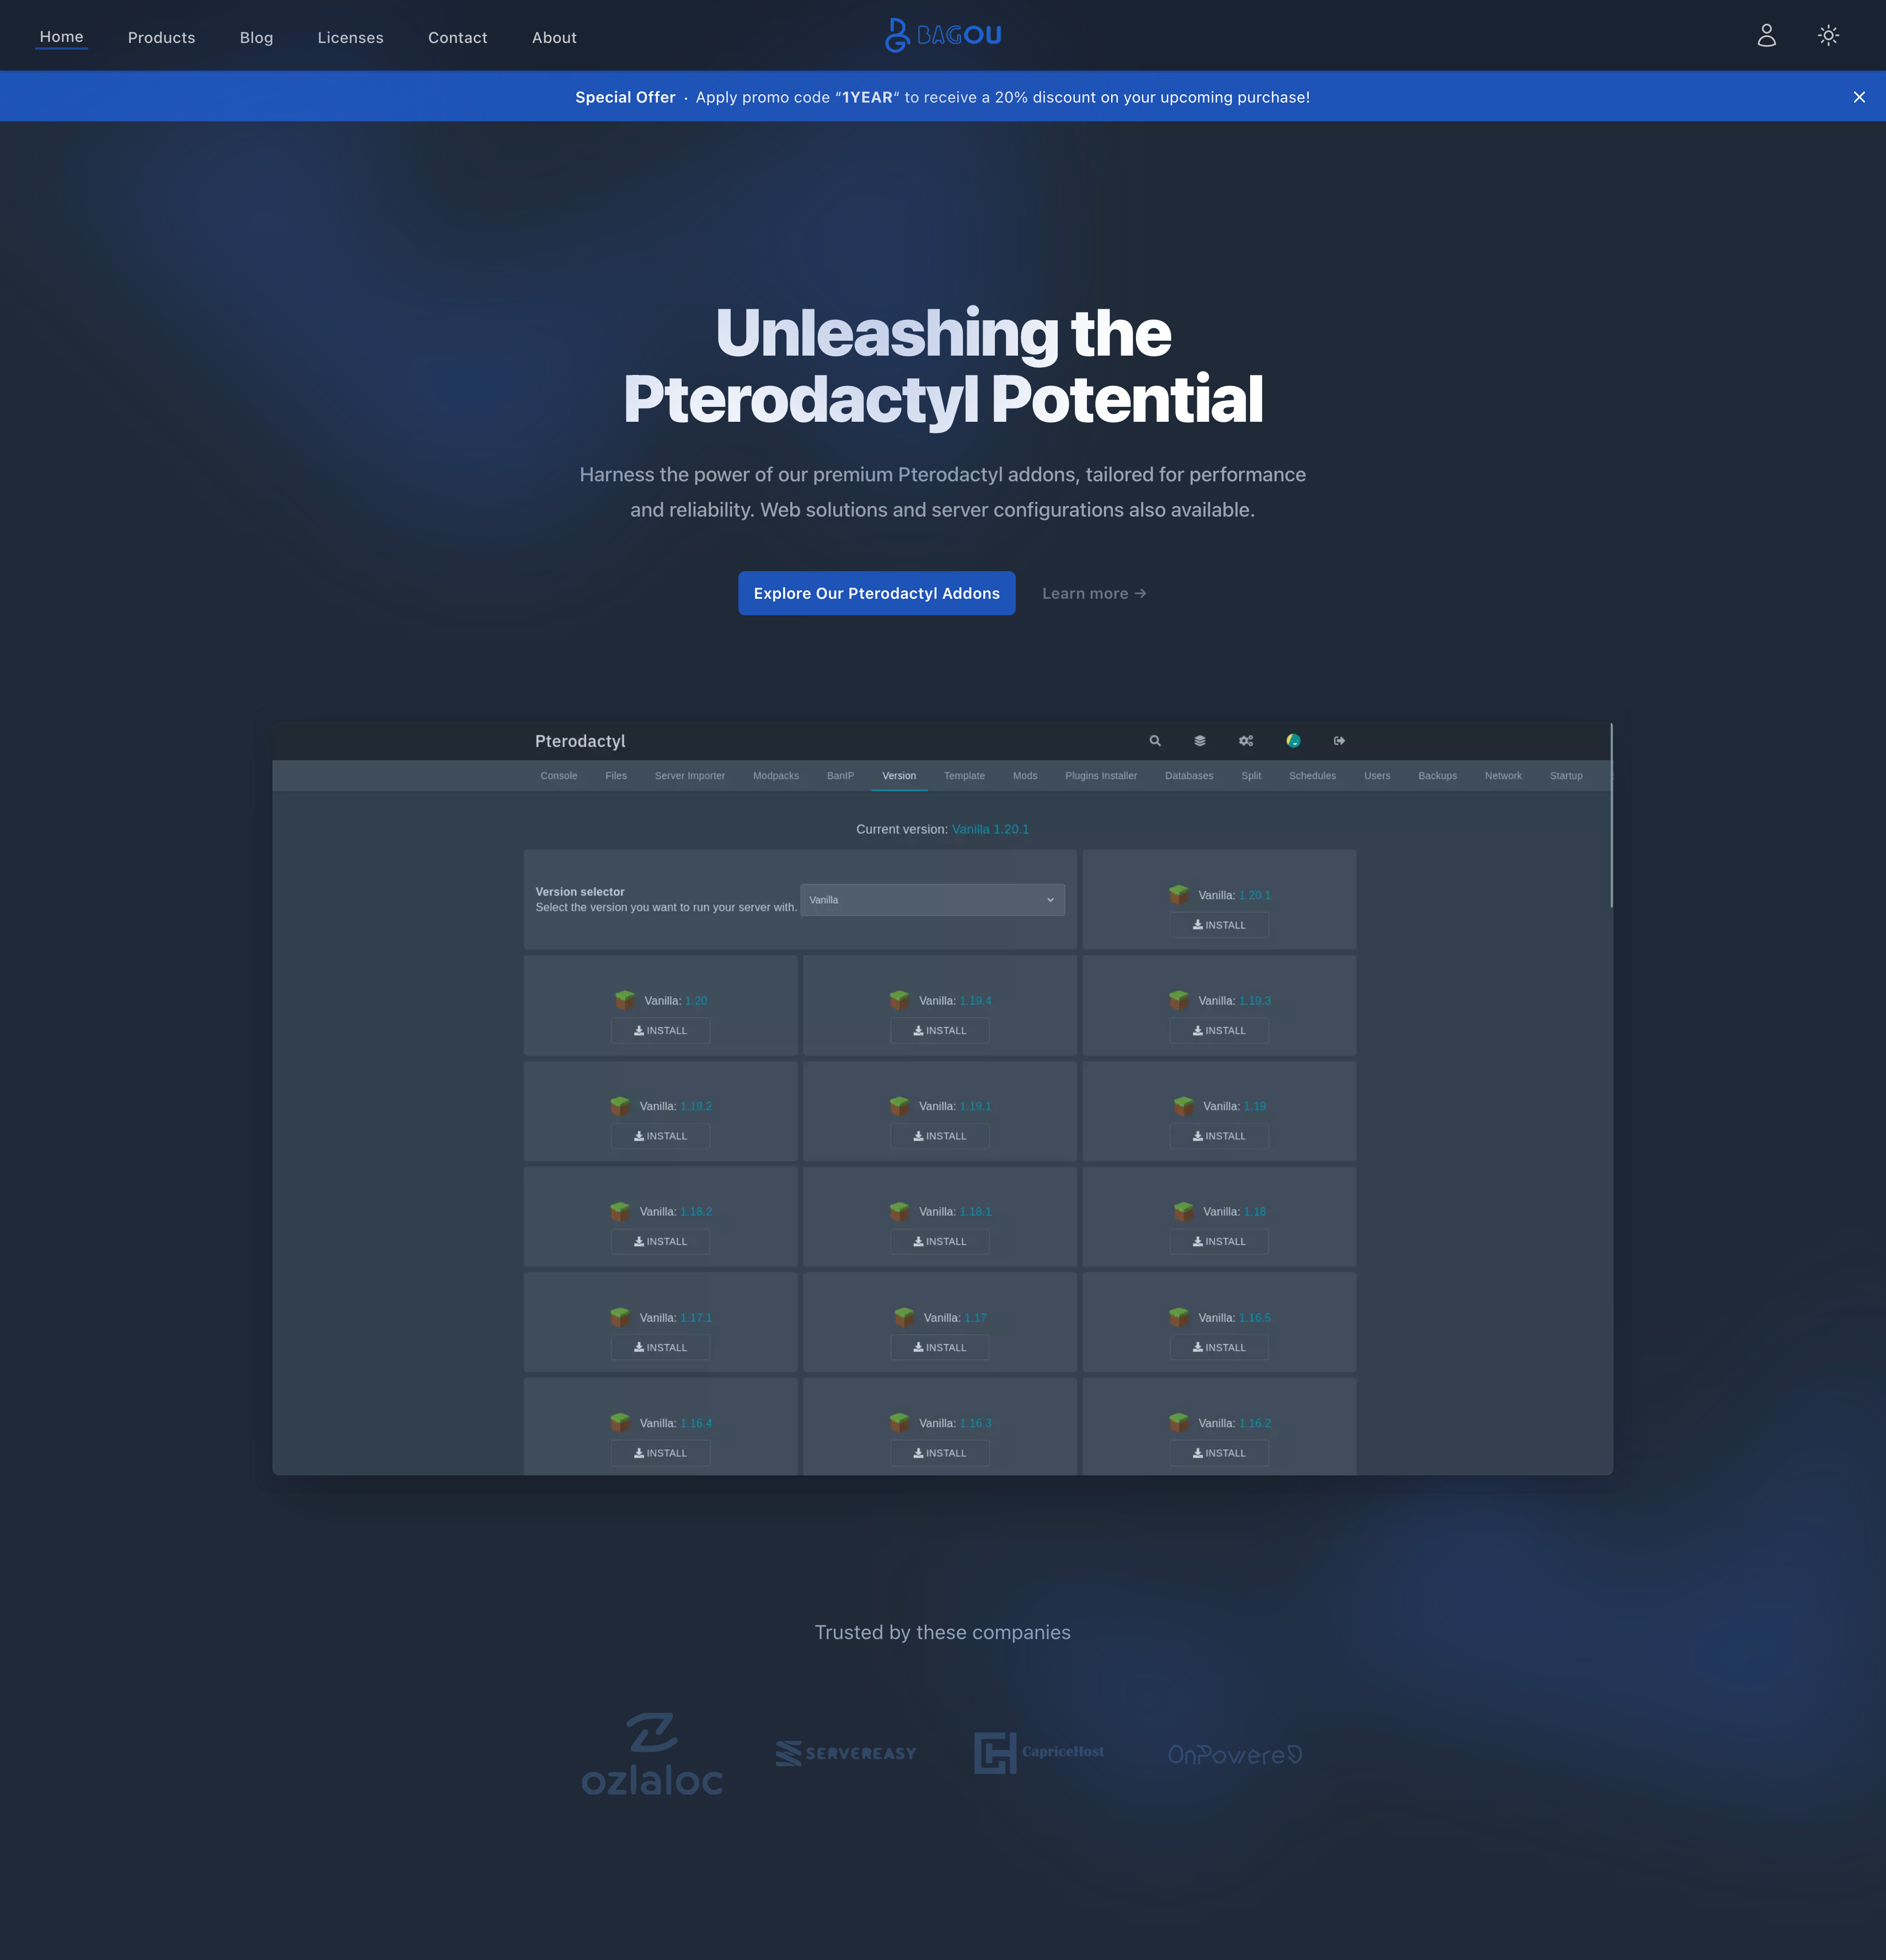 Home Products Blog Licenses Contact About
BAGOU
Special Offer · Apply promo code “1YEAR” to receive a 20% discount on your upcoming purchase!
Unleashing the
Pterodactyl Potential
Harness the power of our premium Pterodactyl addons, tailored for performance
and reliability. Web solutions and server configurations also available.
Explore Our Pterodactyl Addons Learn more →
Pterodactyl
Console Files Server Importer Modpacks BanIP Version Template Mods Plugins Installer Databases Split Schedules Users Backups Network Startup
Current version: Vanilla 1.20.1
Version selector
Select the version you want to run your server with.
Vanilla
Vanilla: 1.20.1
INSTALL
Vanilla: 1.20 Vanilla: 1.19.4 Vanilla: 1.19.3
INSTALL INSTALL INSTALL
Vanilla: 1.19.2 Vanilla: 1.19.1 Vanilla: 1.19
INSTALL INSTALL INSTALL
Vanilla: 1.18.2 Vanilla: 1.18.1 Vanilla: 1.18
INSTALL INSTALL INSTALL
Vanilla: 1.17.1 Vanilla: 1.17 Vanilla: 1.16.5
INSTALL INSTALL INSTALL
Vanilla: 1.16.4 Vanilla: 1.16.3 Vanilla: 1.16.2
INSTALL INSTALL INSTALL
Trusted by these companies
ozlaloc SERVEREASY CapriceHost OnPowereD